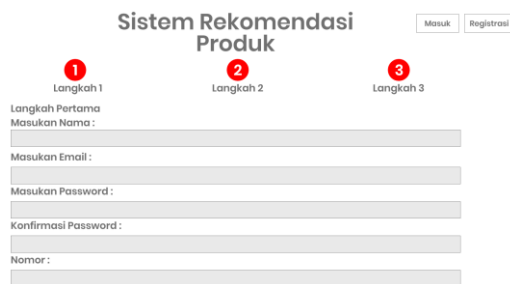 Sistem Rekomendasi
Produk
Masuk
Registrasi
1
2
3
Langkah 1
Langkah 2
Langkah 3
Langkah Pertama
Masukan Nama :
Masukan Email :
Masukan Password :
Konfirmasi Password :
Nomor :